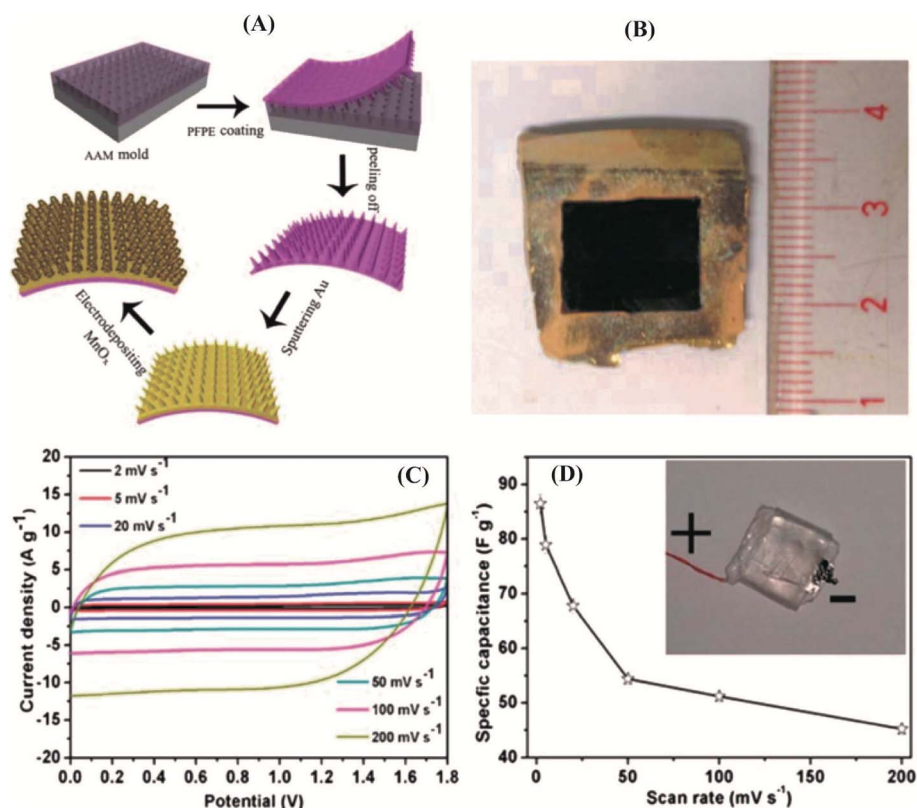 (A)
AAM mold
PFPE coating
peeling off
Sputtering Au
Electrodepositing
MnOx
(B)
4
3
2
1
(C)
2 mV s⁻¹
5 mV s⁻¹
20 mV s⁻¹
50 mV s⁻¹
100 mV s⁻¹
200 mV s⁻¹
Current density (A g⁻¹)
20
15
10
5
0
-5
-10
-15
-20
0.0 0.2 0.4 0.6 0.8 1.0 1.2 1.4 1.6 1.8
Potential (V)
(D)
Specfic capacitance (F g⁻¹)
90
80
70
60
50
40
+
-
0 50 100 150 200
Scan rate (mV s⁻¹)